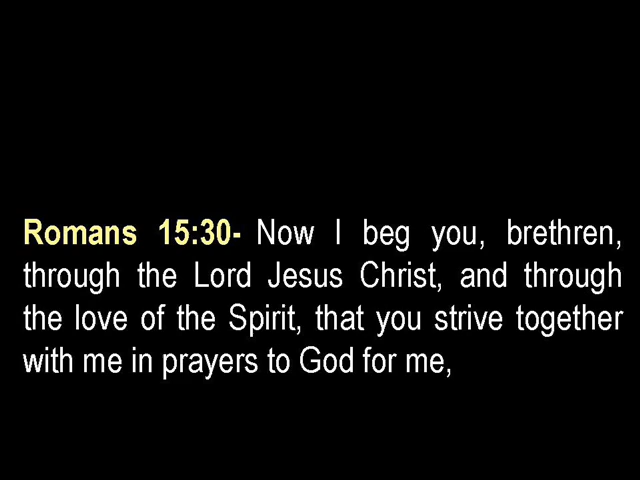 Romans 15:30- Now I beg you, brethren,
through the Lord Jesus Christ, and through
the love of the Spirit, that you strive together
with me in prayers to God for me,